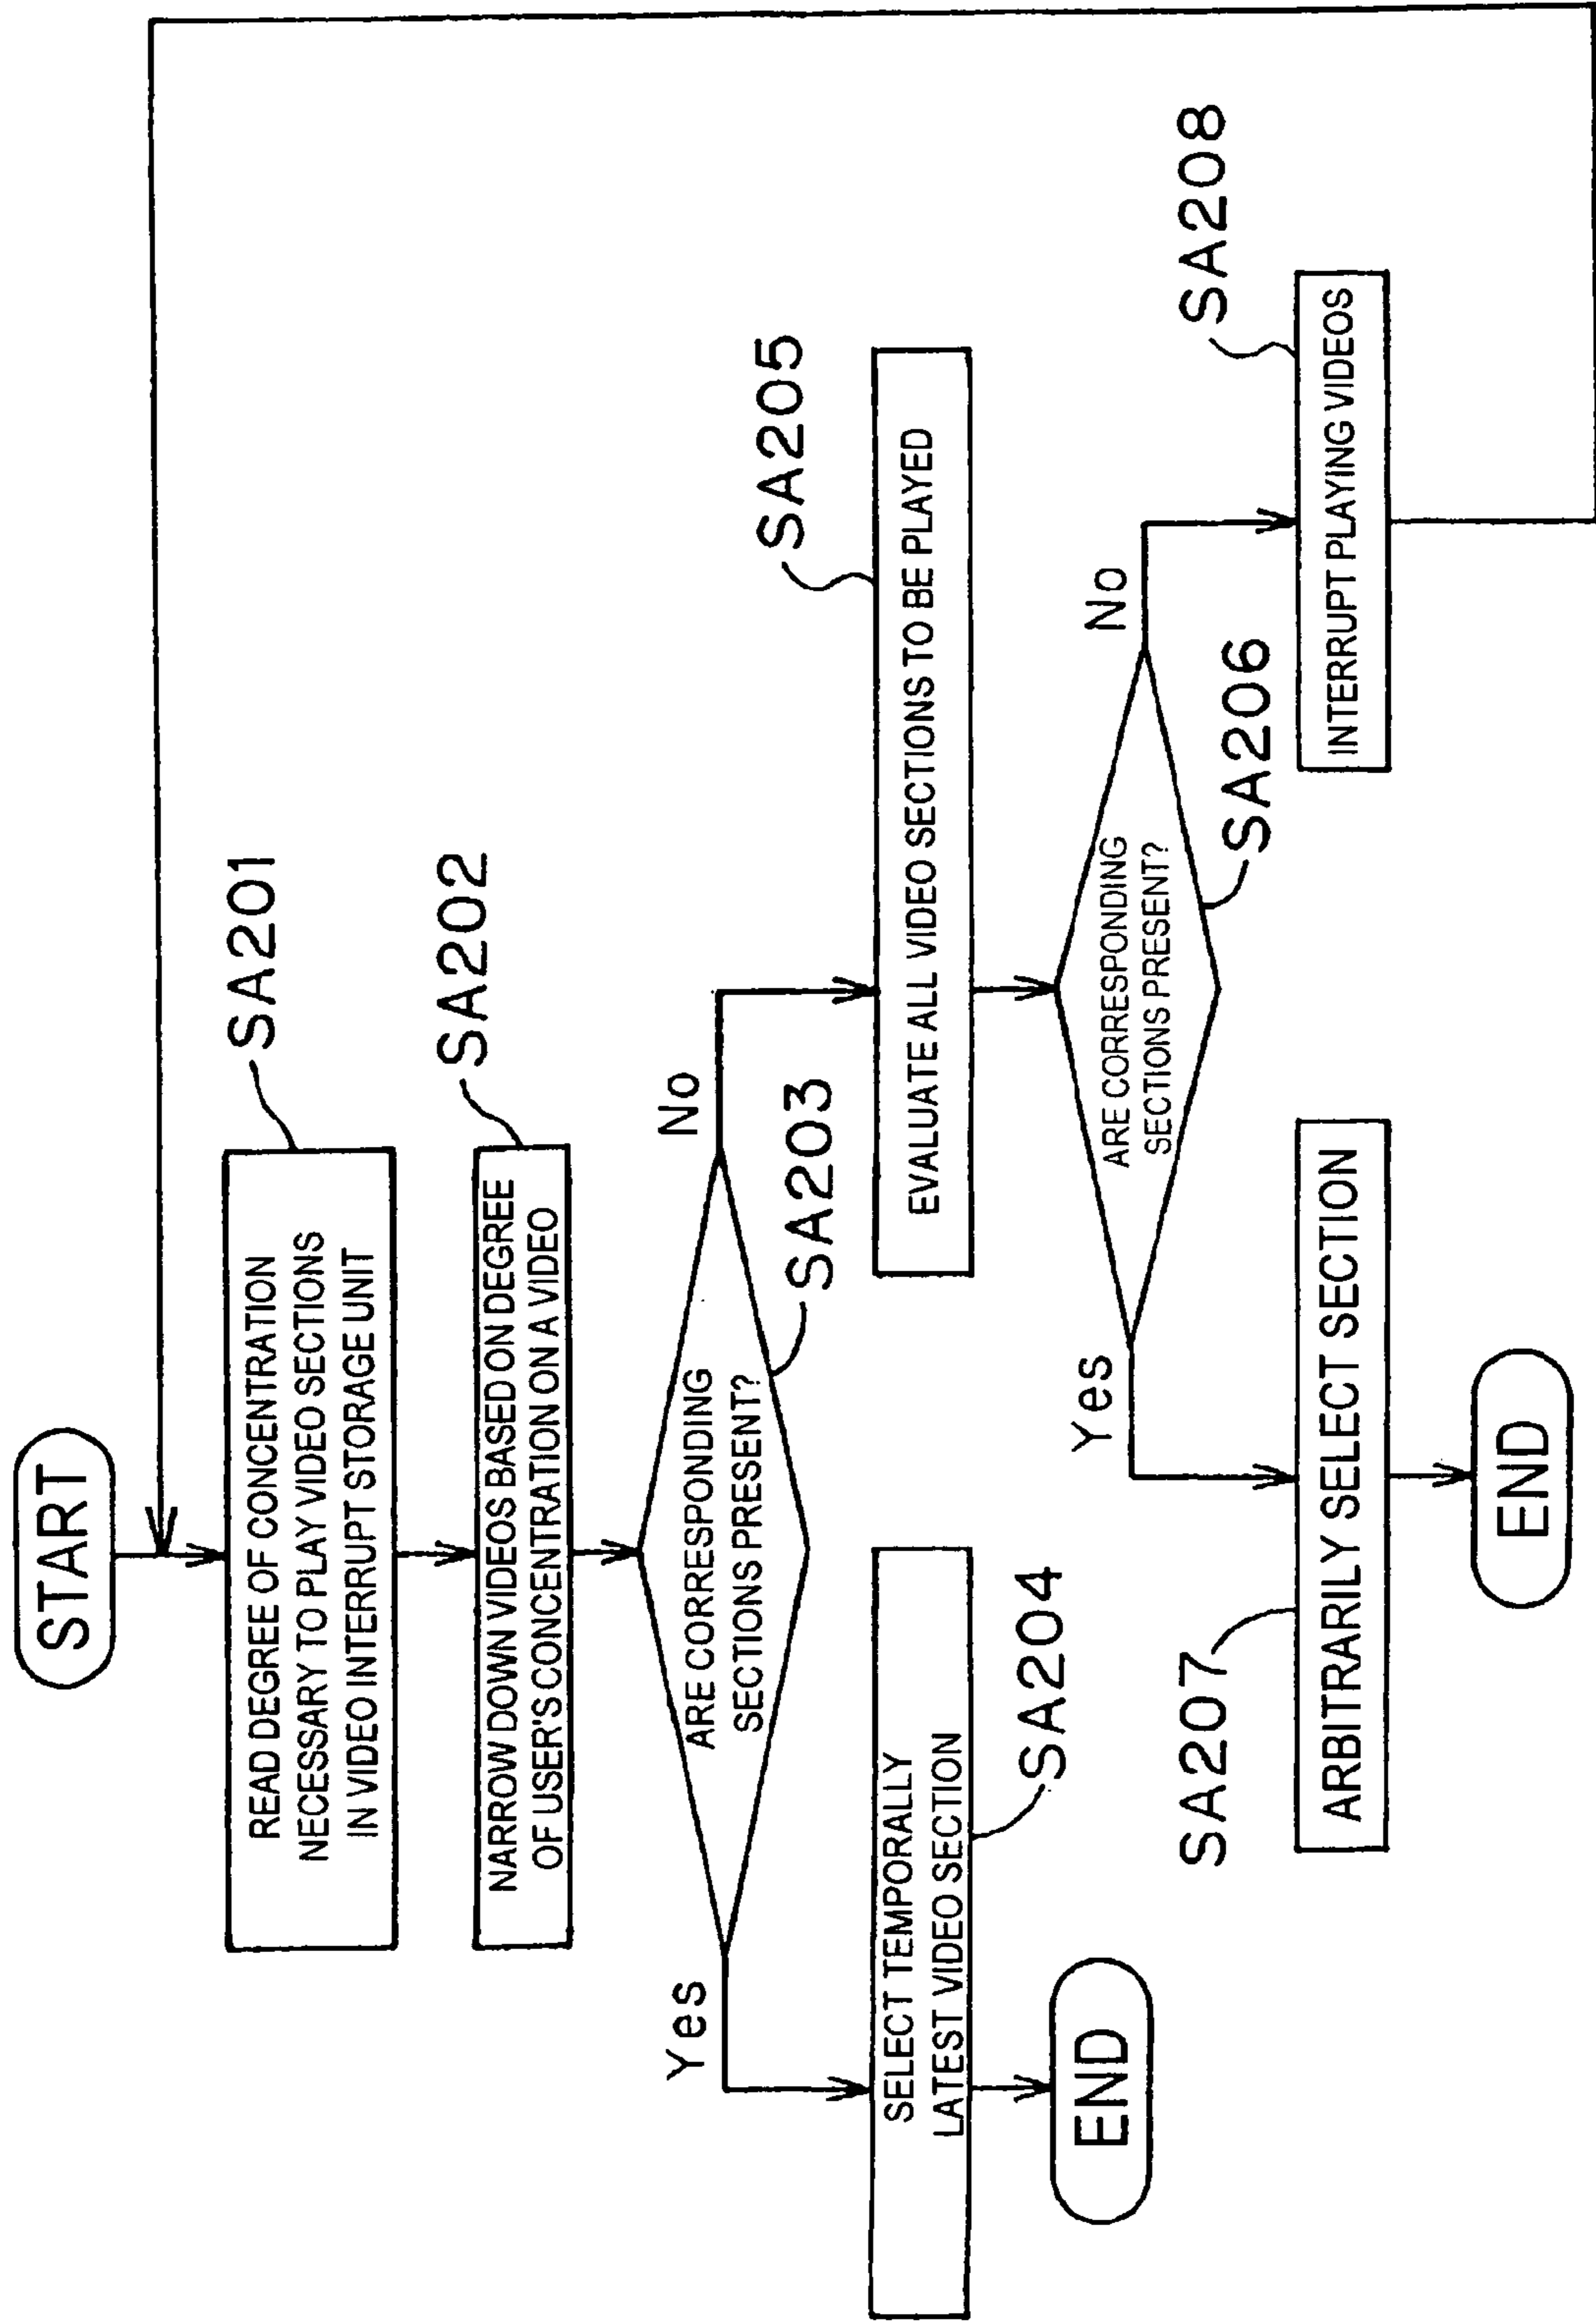 START
SA201
READ DEGREE OF CONCENTRATION
NECESSARY TO PLAY VIDEO SECTIONS
IN VIDEO INTERRUPT STORAGE UNIT
SA202
NARROW DOWN VIDEOS BASED ON DEGREE
OF USER'S CONCENTRATION ON A VIDEO
Yes
ARE CORRESPONDING
SECTIONS PRESENT?
No
SA203
SELECT TEMPORALLY
LATEST VIDEO SECTION
SA204
END
SA205
EVALUATE ALL VIDEO SECTIONS TO BE PLAYED
Yes
ARE CORRESPONDING
SECTIONS PRESENT?
No
SA206
SA207
ARBITRARILY SELECT SECTION
END
SA208
INTERRUPT PLAYING VIDEOS